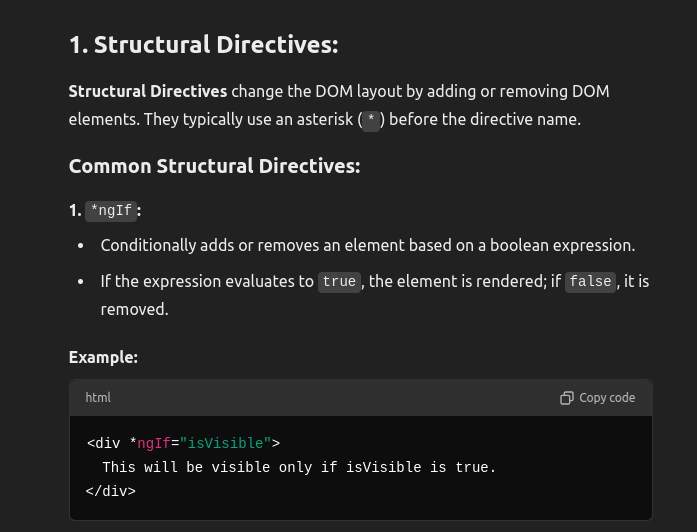 1. Structural Directives:
Structural Directives change the DOM layout by adding or removing DOM
elements. They typically use an asterisk (*) before the directive name.
Common Structural Directives:
1. *ngIf:
• Conditionally adds or removes an element based on a boolean expression.
• If the expression evaluates to true, the element is rendered; if false, it is
removed.
Example:
html Copy code
<div *ngIf="isVisible">
  This will be visible only if isVisible is true.
</div>